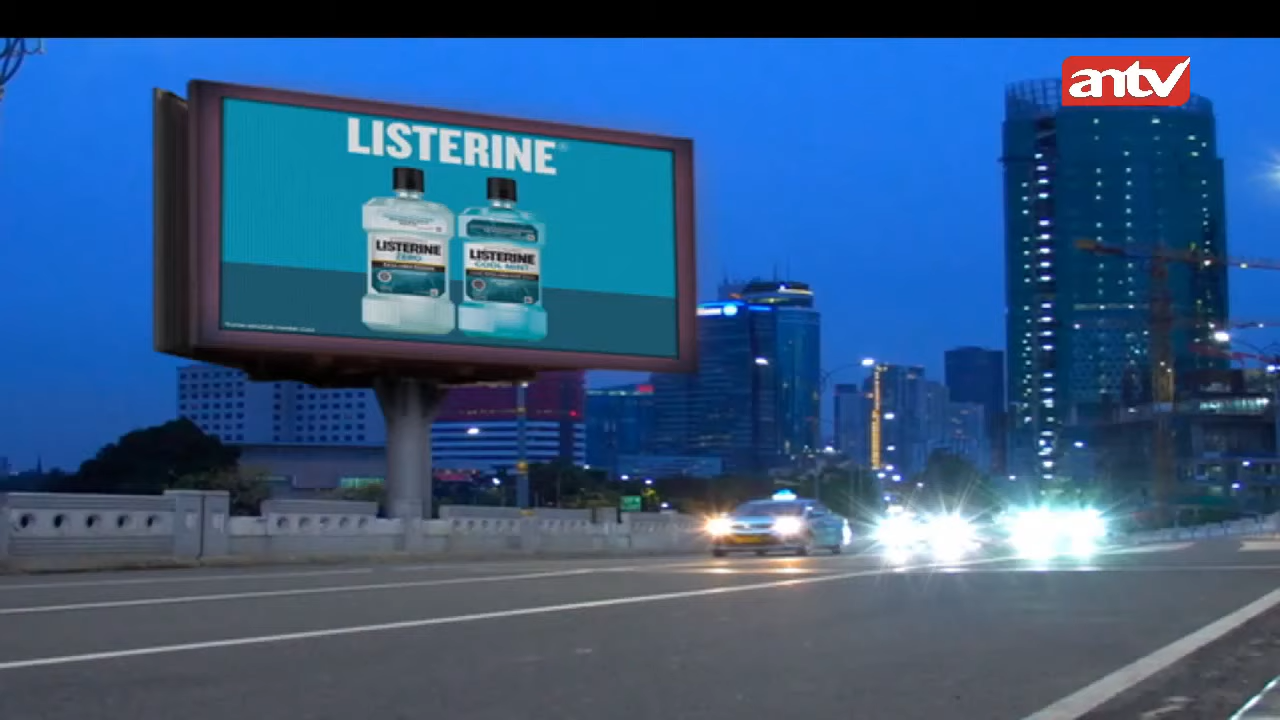 antv
LISTERINE®
LISTERINE
ZERO
LISTERINE
COOL MINT